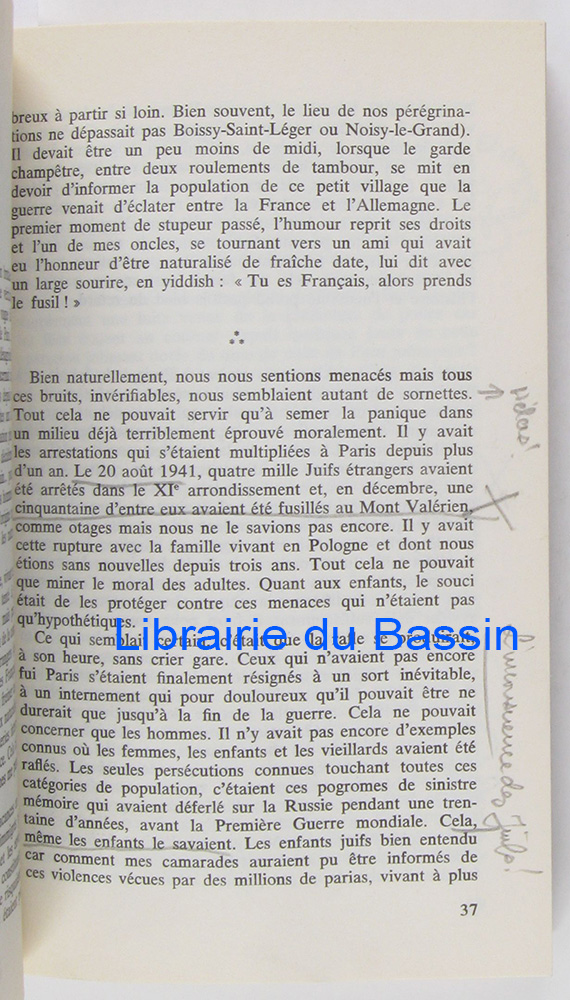 breux à partir si loin. Bien souvent, le lieu de nos pérégrina-
tions ne dépassait pas Boissy-Saint-Léger ou Noisy-le-Grand).
Il devait être un peu moins de midi, lorsque le garde
champêtre, entre deux roulements de tambour, se mit en
devoir d'informer la population de ce petit village que la
guerre venait d'éclater entre la France et l'Allemagne. Le
premier moment de stupeur passé, l'humour reprit ses droits
et l'un de mes oncles, se tournant vers un ami qui avait
eu l'honneur d'être naturalisé de fraîche date, lui dit avec
un large sourire, en yiddish : « Tu es Français, alors prends
le fusil ! »
Bien naturellement, nous nous sentions menacés mais tous
ces bruits, invérifiables, nous semblaient autant de sornettes.
Tout cela ne pouvait servir qu'à semer la panique dans
un milieu déjà terriblement éprouvé moralement. Il y avait
les arrestations qui s'étaient multipliées à Paris depuis plus
d'un an. Le 20 août 1941, quatre mille Juifs étrangers avaient
été arrêtés dans le XIe arrondissement et, en décembre, une
cinquantaine d'entre eux avaient été fusillés au Mont Valérien,
comme otages mais nous ne le savions pas encore. Il y avait
cette rupture avec la famille vivant en Pologne et dont nous
étions sans nouvelles depuis trois ans. Tout cela ne pouvait
que miner le moral des adultes. Quant aux enfants, le souci
était de les protéger contre ces menaces qui n'étaient pas
qu'hypothétiques.
Ce qui semblait certain, c'était que la rafle se produirait
à son heure, sans crier gare. Ceux qui n'avaient pas encore
fui Paris s'étaient finalement résignés à un sort inévitable,
à un internement qui pour douloureux qu'il pouvait être ne
durerait que jusqu'à la fin de la guerre. Cela ne pouvait
concerner que les hommes. Il n'y avait pas encore d'exemples
connus où les femmes, les enfants et les vieillards avaient été
raflés. Les seules persécutions connues touchant toutes ces
catégories de population, c'étaient ces pogromes de sinistre
mémoire qui avaient déferlé sur la Russie pendant une tren-
taine d'années, avant la Première Guerre mondiale. Cela,
même les enfants le savaient. Les enfants juifs bien entendu
car comment mes camarades auraient pu être informés de
ces violences vécues par des millions de parias, vivant à plus
37
hélas !
L'inconscience des Juifs !
Librairie du Bassin